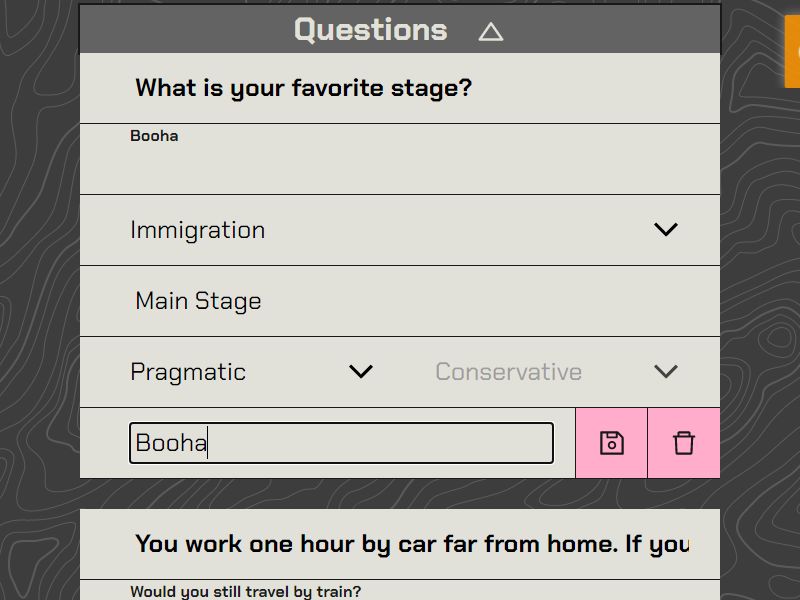 Questions
What is your favorite stage?
Booha
Immigration
Main Stage
Pragmatic Conservative
Booha
You work one hour by car far from home. If you
Would you still travel by train?